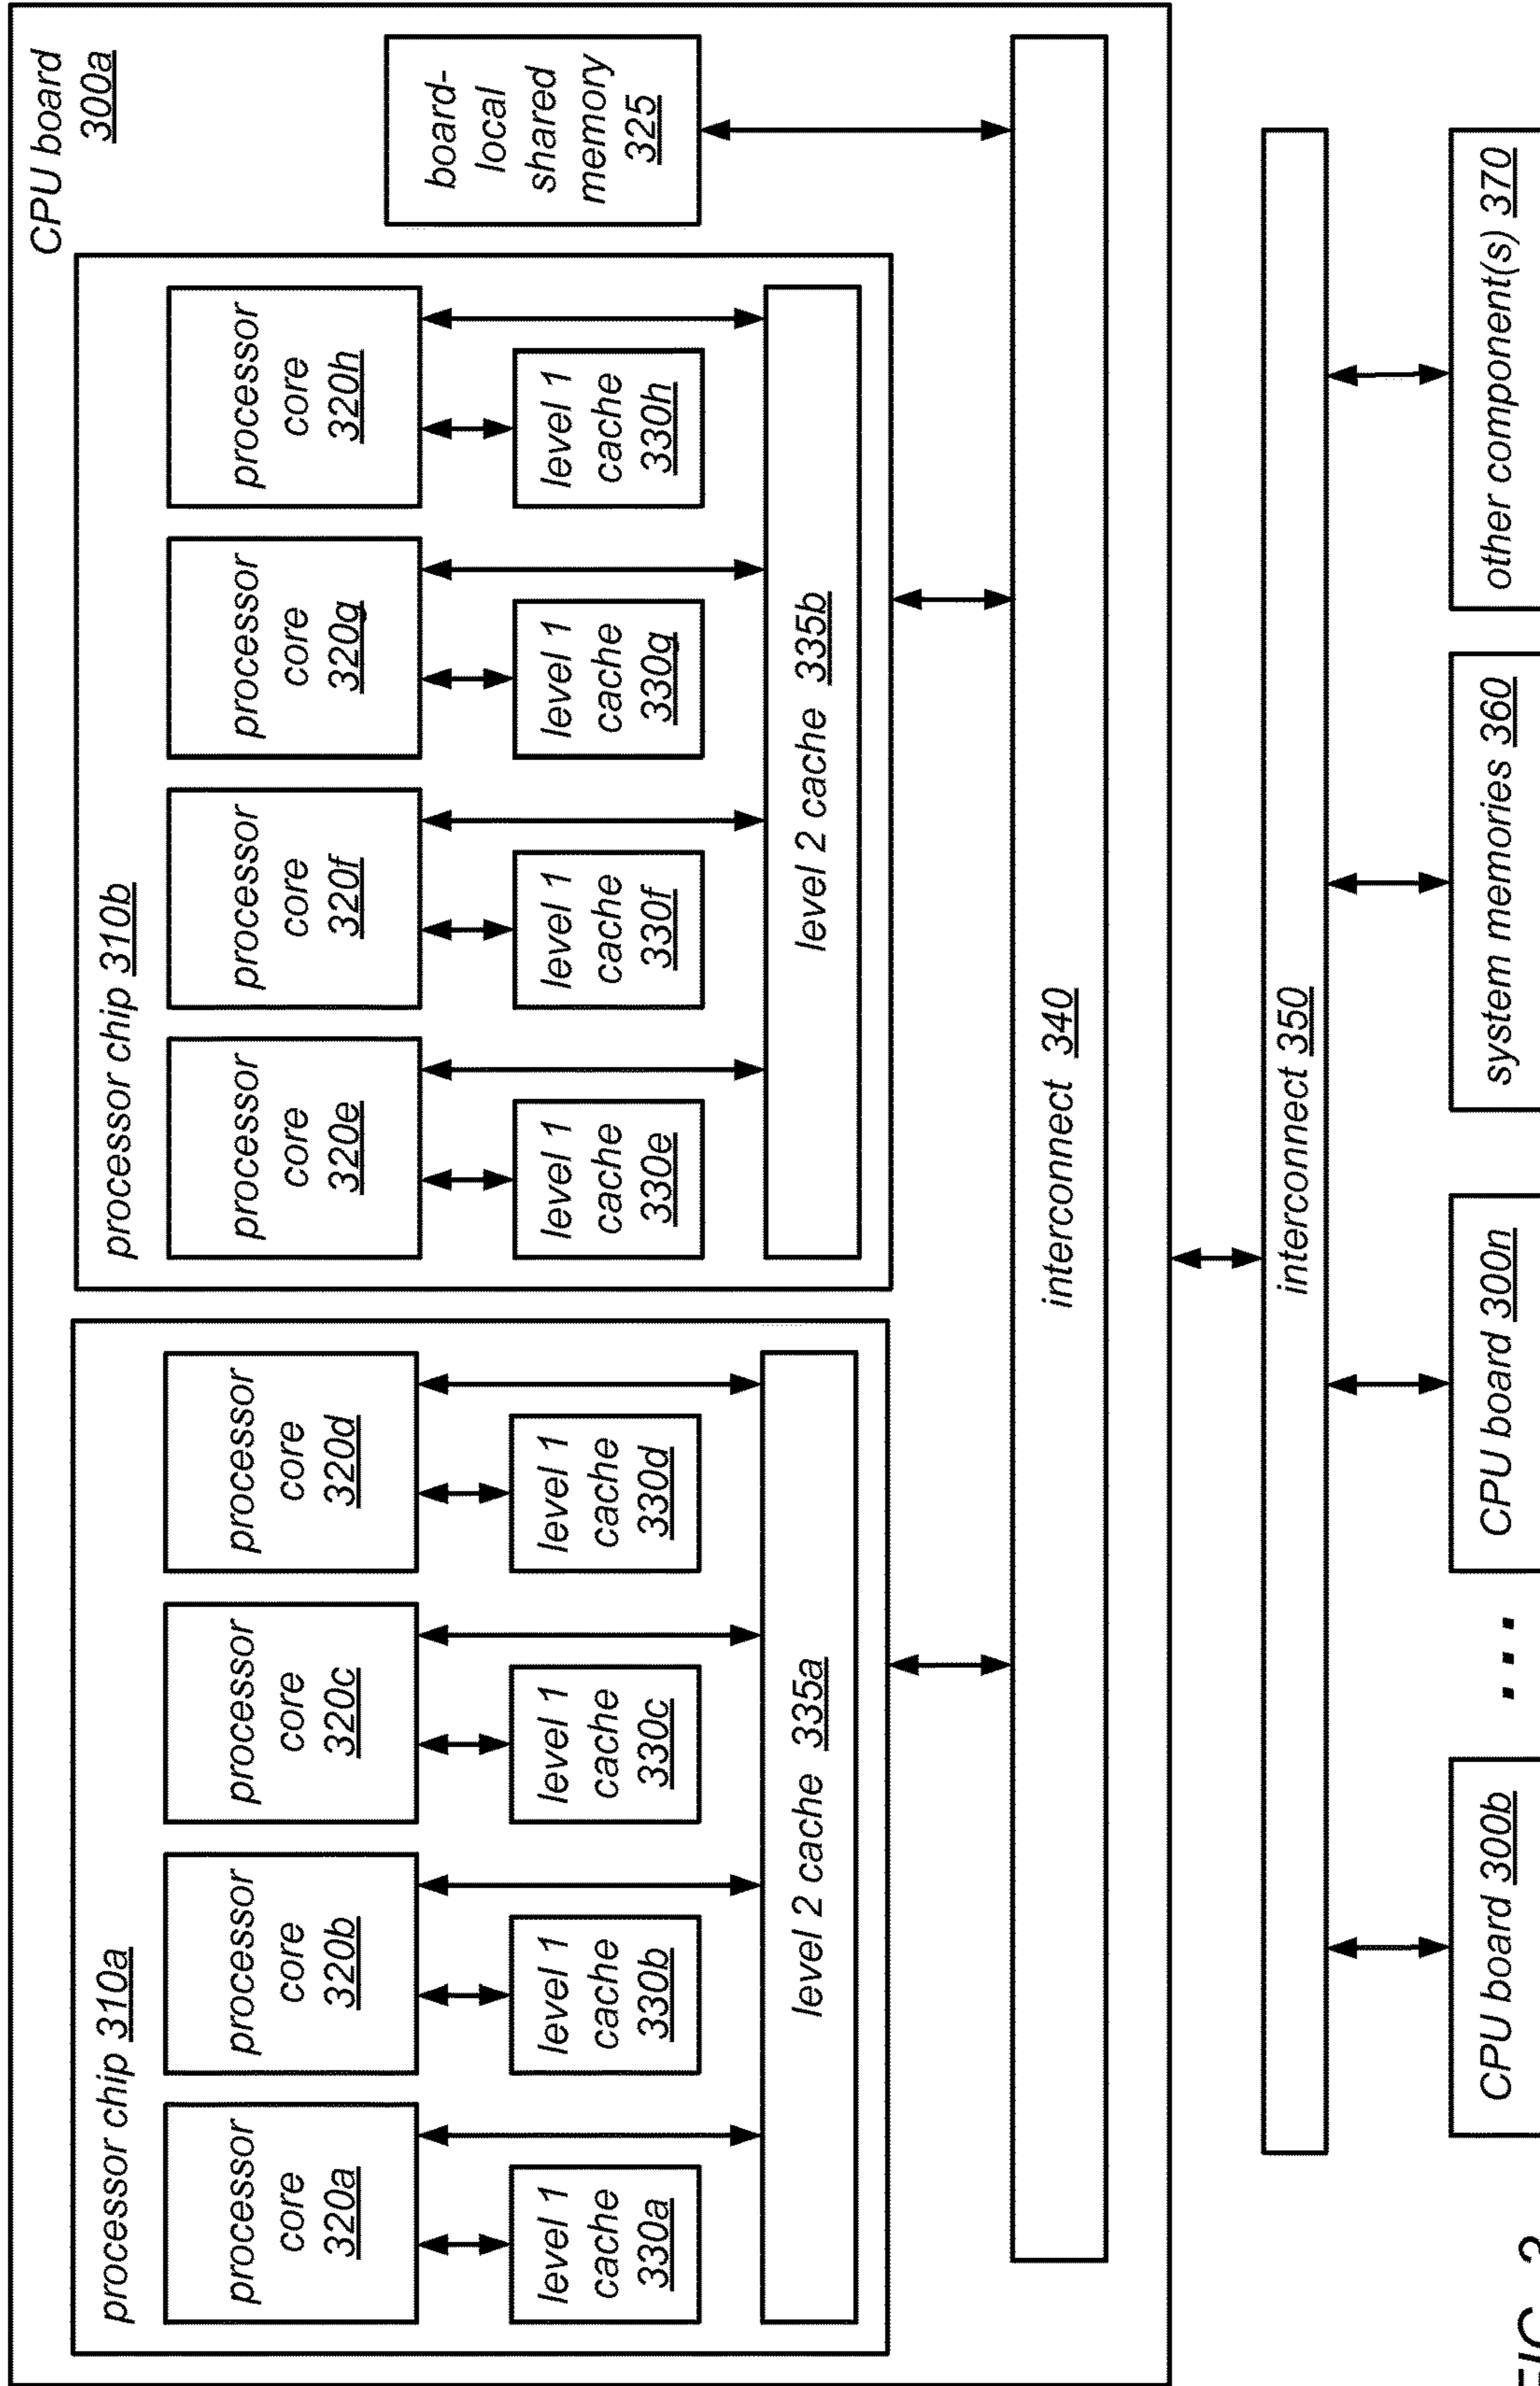 CPU board
300a
processor chip 310a
processor
core
320a
processor
core
320b
processor
core
320c
processor
core
320d
level 1
cache
330a
level 1
cache
330b
level 1
cache
330c
level 1
cache
330d
level 2 cache 335a
processor chip 310b
processor
core
320e
processor
core
320f
processor
core
320g
processor
core
320h
level 1
cache
330e
level 1
cache
330f
level 1
cache
330g
level 1
cache
330h
level 2 cache 335b
board-
local
shared
memory
325
interconnect 340
interconnect 350
CPU board 300b
. . .
CPU board 300n
system memories 360
other component(s) 370